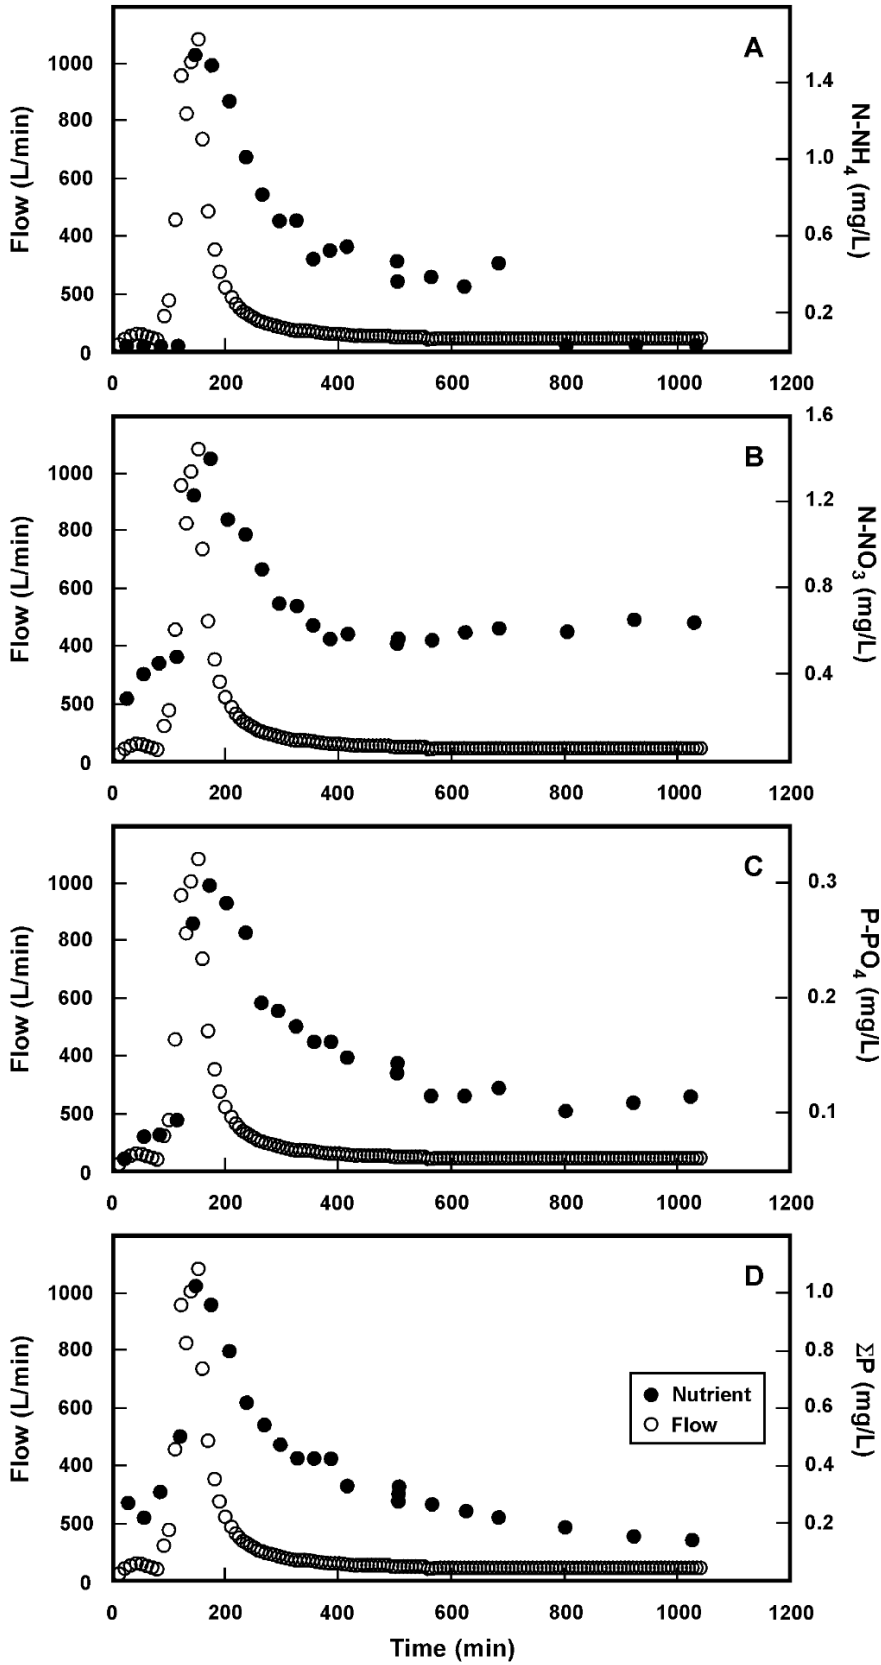 A
1000
800
600
400
500
0
Flow (L/min)
1.4
1.0
0.6
0.2
N-NH4 (mg/L)
0 200 400 600 800 1000 1200
B
1000
800
600
400
500
0
Flow (L/min)
1.6
1.2
0.8
0.4
N-NO3 (mg/L)
0 200 400 600 800 1000 1200
C
1000
800
600
400
500
0
Flow (L/min)
0.3
0.2
0.1
P-PO4 (mg/L)
0 200 400 600 800 1000 1200
D
1000
800
600
400
500
0
Flow (L/min)
1.0
0.8
0.6
0.4
0.2
ΣP (mg/L)
Nutrient
Flow
0 200 400 600 800 1000 1200
Time (min)